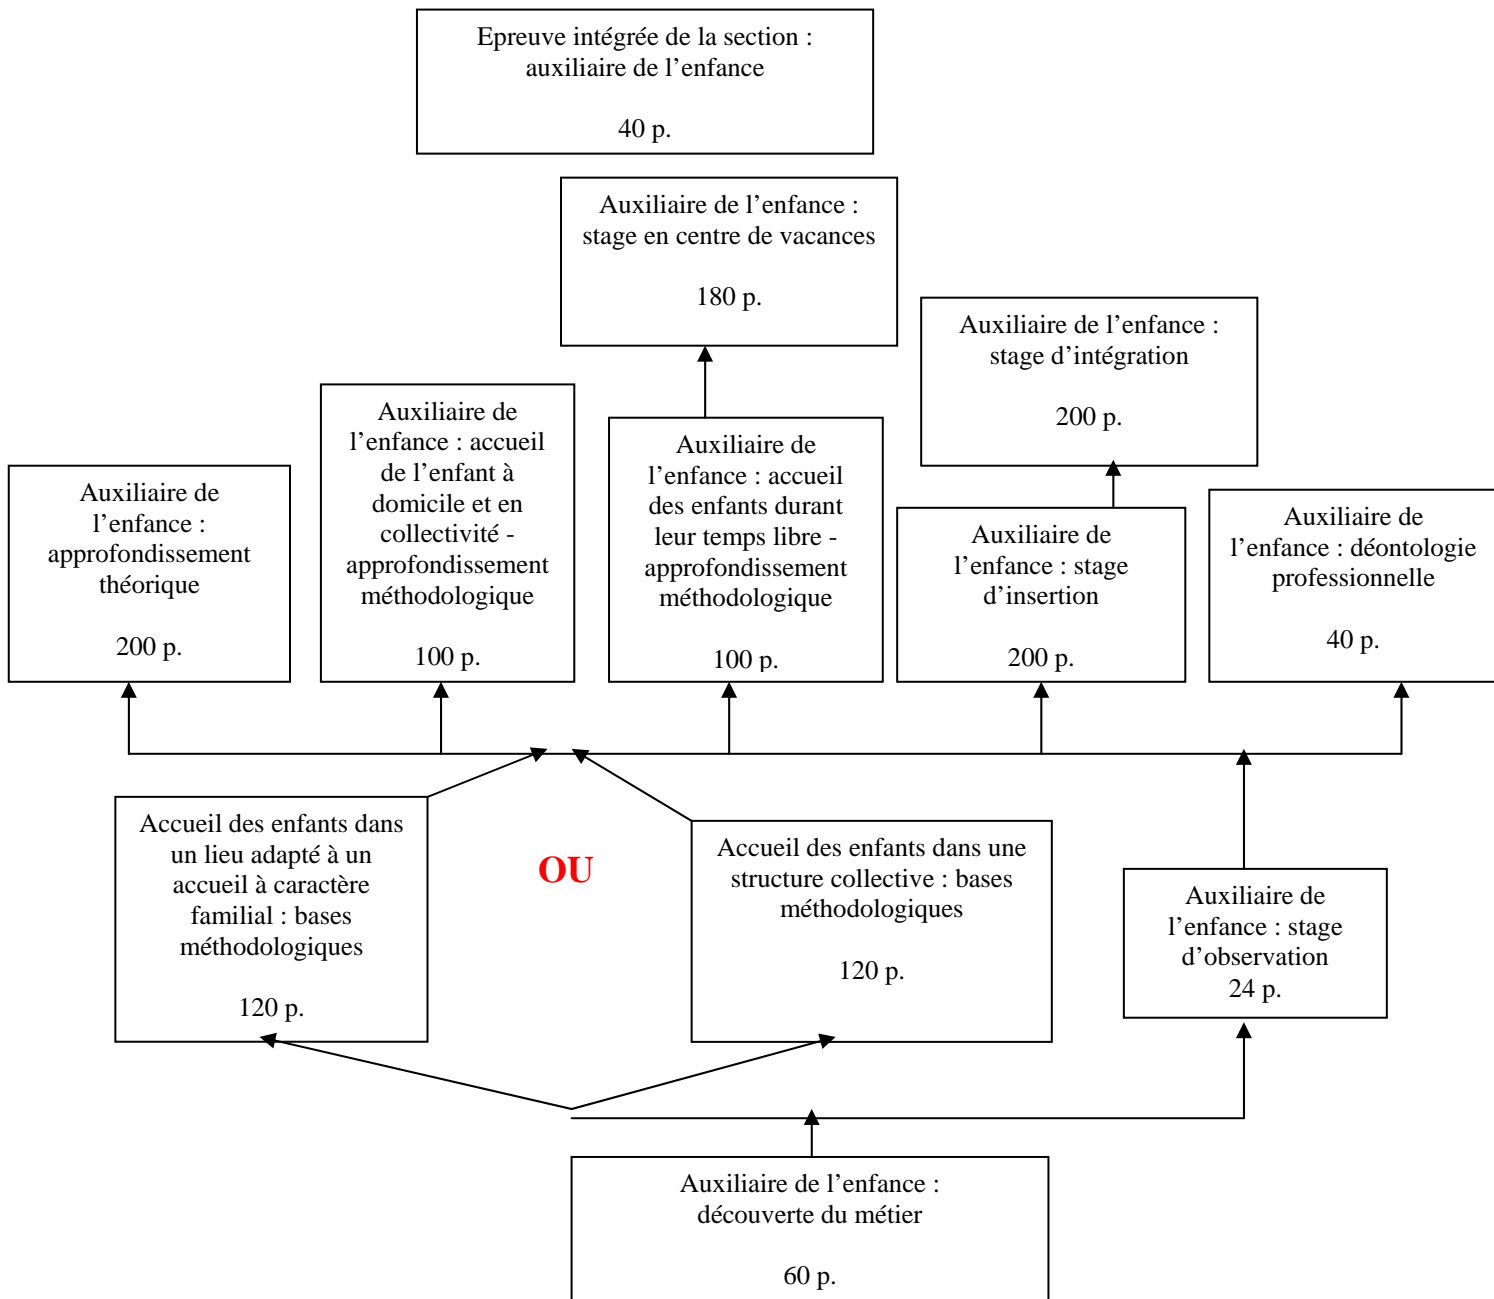 Epreuve intégrée de la section :
auxiliaire de l’enfance
40 p.
Auxiliaire de l’enfance :
stage en centre de vacances
180 p.
Auxiliaire de l’enfance :
stage d’intégration
200 p.
Auxiliaire de
l’enfance :
approfondissement
théorique
200 p.
Auxiliaire de
l’enfance : accueil
de l’enfant à
domicile et en
collectivité -
approfondissement
méthodologique
100 p.
Auxiliaire de
l’enfance : accueil
des enfants durant
leur temps libre -
approfondissement
méthodologique
100 p.
Auxiliaire de
l’enfance : stage
d’insertion
200 p.
Auxiliaire de
l’enfance : déontologie
professionnelle
40 p.
Accueil des enfants dans
un lieu adapté à un
accueil à caractère
familial : bases
méthodologiques
120 p.
OU
Accueil des enfants dans une
structure collective : bases
méthodologiques
120 p.
Auxiliaire de
l’enfance : stage
d’observation
24 p.
Auxiliaire de l’enfance :
découverte du métier
60 p.